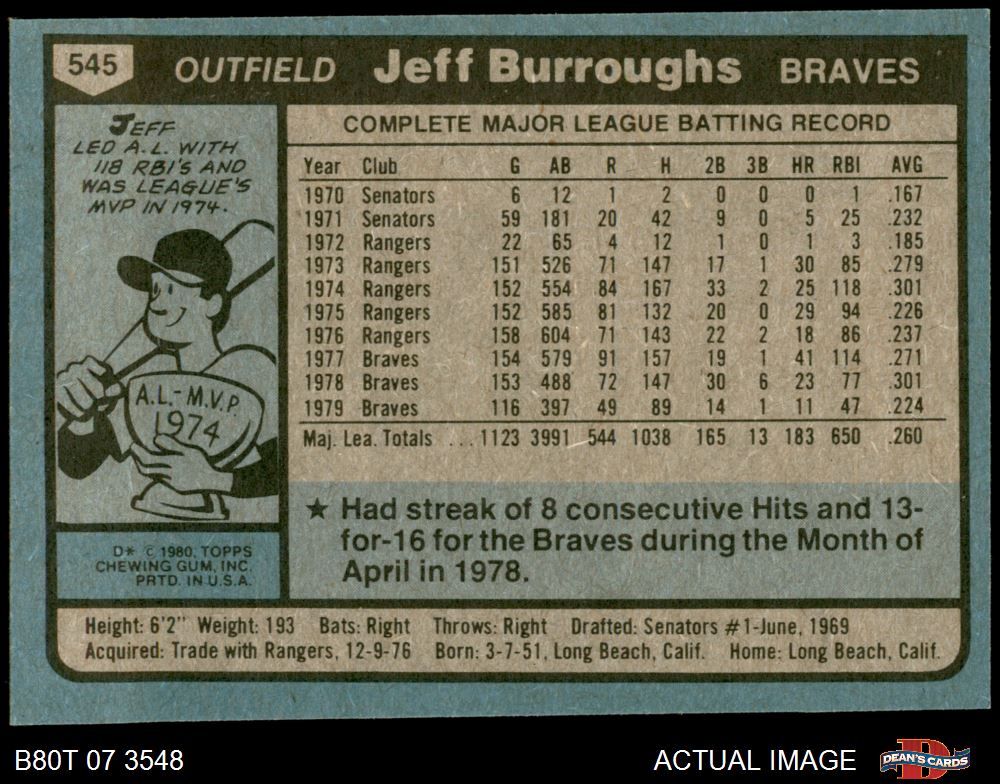 545 OUTFIELD Jeff Burroughs BRAVES
JEFF
LED A.L. WITH
118 RBI'S AND
WAS LEAGUE'S
MVP IN 1974.
A.L.-M.V.P.
1974
D* © 1980, TOPPS
CHEWING GUM, INC.
PRTD. IN U.S.A.
COMPLETE MAJOR LEAGUE BATTING RECORD
Year Club G AB R H 2B 3B HR RBI AVG
1970 Senators 6 12 1 2 0 0 0 1 .167
1971 Senators 59 181 20 42 9 0 5 25 .232
1972 Rangers 22 65 4 12 1 0 1 3 .185
1973 Rangers 151 526 71 147 17 1 30 85 .279
1974 Rangers 152 554 84 167 33 2 25 118 .301
1975 Rangers 152 585 81 132 20 0 29 94 .226
1976 Rangers 158 604 71 143 22 2 18 86 .237
1977 Braves 154 579 91 157 19 1 41 114 .271
1978 Braves 153 488 72 147 30 6 23 77 .301
1979 Braves 116 397 49 89 14 1 11 47 .224
Maj. Lea. Totals ... 1123 3991 544 1038 165 13 183 650 .260
★ Had streak of 8 consecutive Hits and 13-
for-16 for the Braves during the Month of
April in 1978.
Height: 6'2" Weight: 193 Bats: Right Throws: Right Drafted: Senators #1-June, 1969
Acquired: Trade with Rangers, 12-9-76 Born: 3-7-51, Long Beach, Calif. Home: Long Beach, Calif.
B80T 07 3548 ACTUAL IMAGE DEAN'S CARDS